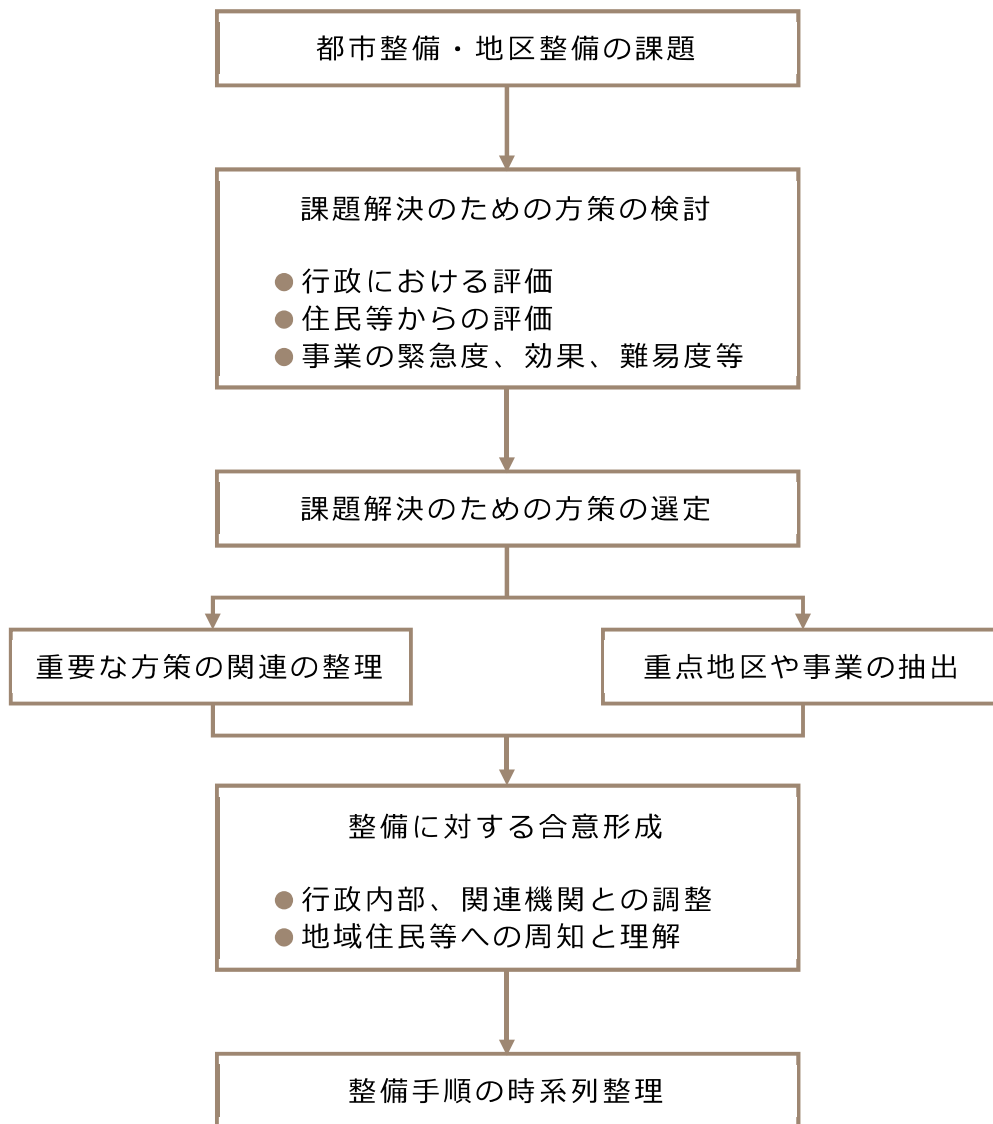 都市整備・地区整備の課題
課題解決のための方策の検討
●行政における評価
●住民等からの評価
●事業の緊急度、効果、難易度等
課題解決のための方策の選定
重要な方策の関連の整理
重点地区や事業の抽出
整備に対する合意形成
●行政内部、関連機関との調整
●地域住民等への周知と理解
整備手順の時系列整理